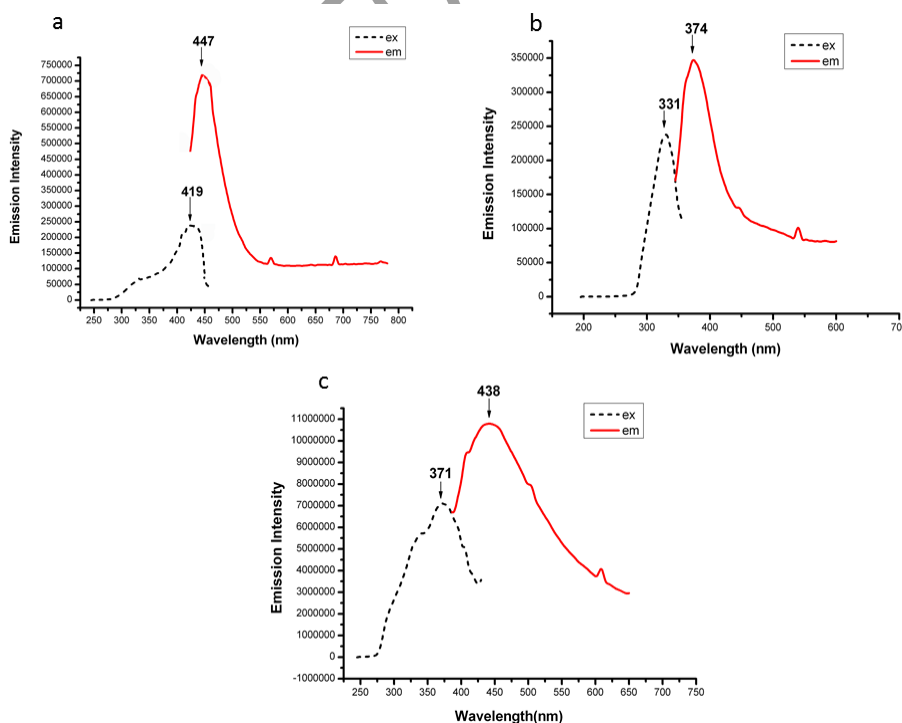 a
447
ex
em
750000
700000
650000
600000
550000
500000
450000
400000
350000
300000
250000
200000
150000
100000
50000
0
419
Emission Intensity
250 300 350 400 450 500 550 600 650 700 750 800
Wavelength (nm)
b
374
ex
em
350000
300000
250000
200000
150000
100000
50000
0
331
Emission Intensity
200 300 400 500 600 70
Wavelength (nm)
c
438
ex
em
11000000
10000000
9000000
8000000
7000000
6000000
5000000
4000000
3000000
2000000
1000000
0
-1000000
371
Emission Intensity
250 300 350 400 450 500 550 600 650 700 750
Wavelength(nm)